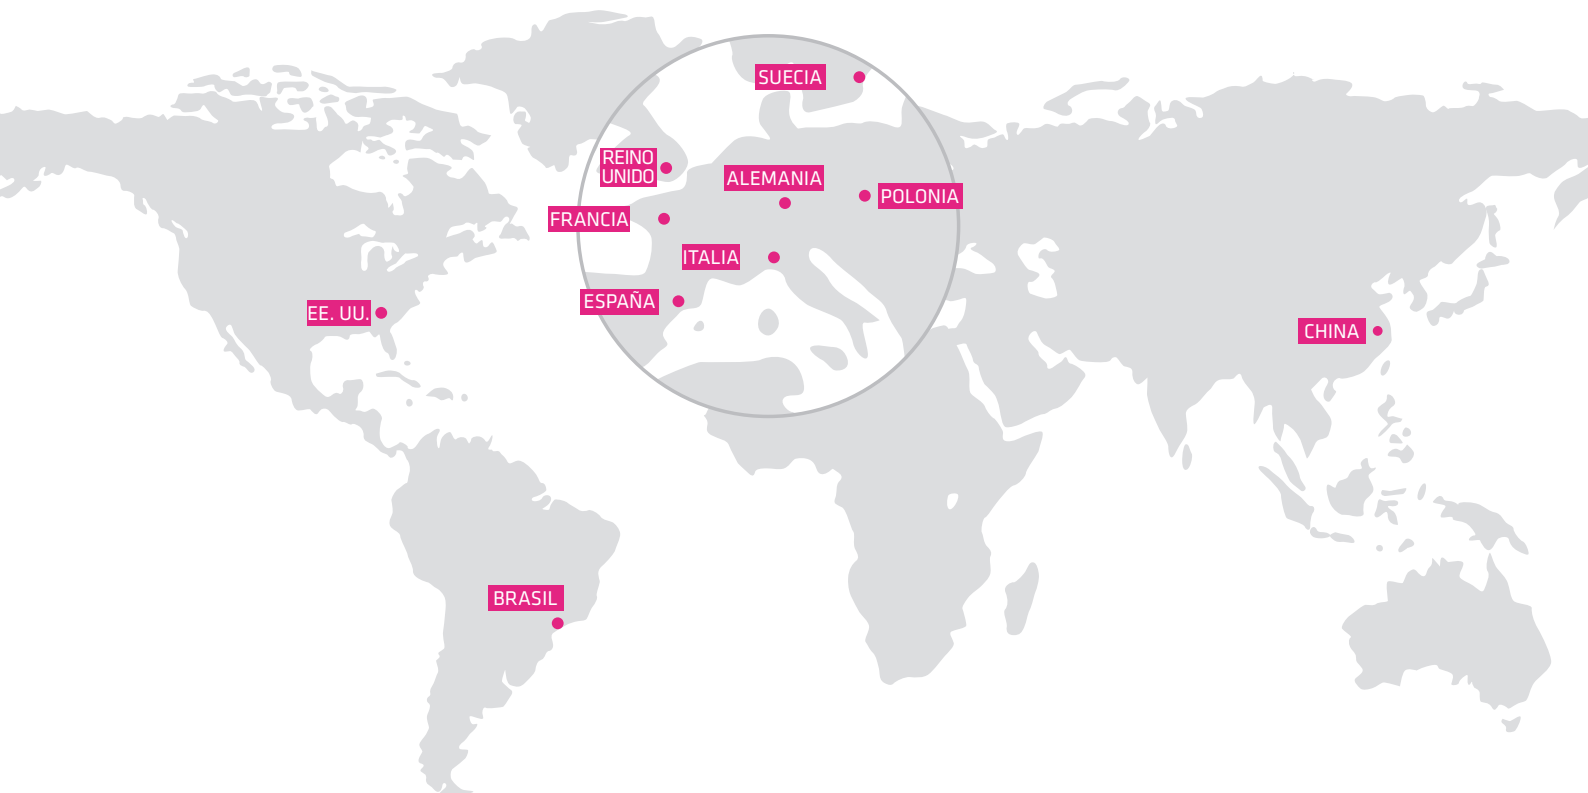 SUECIA
REINO
UNIDO
ALEMANIA
POLONIA
FRANCIA
ITALIA
ESPAÑA
EE. UU.
CHINA
BRASIL